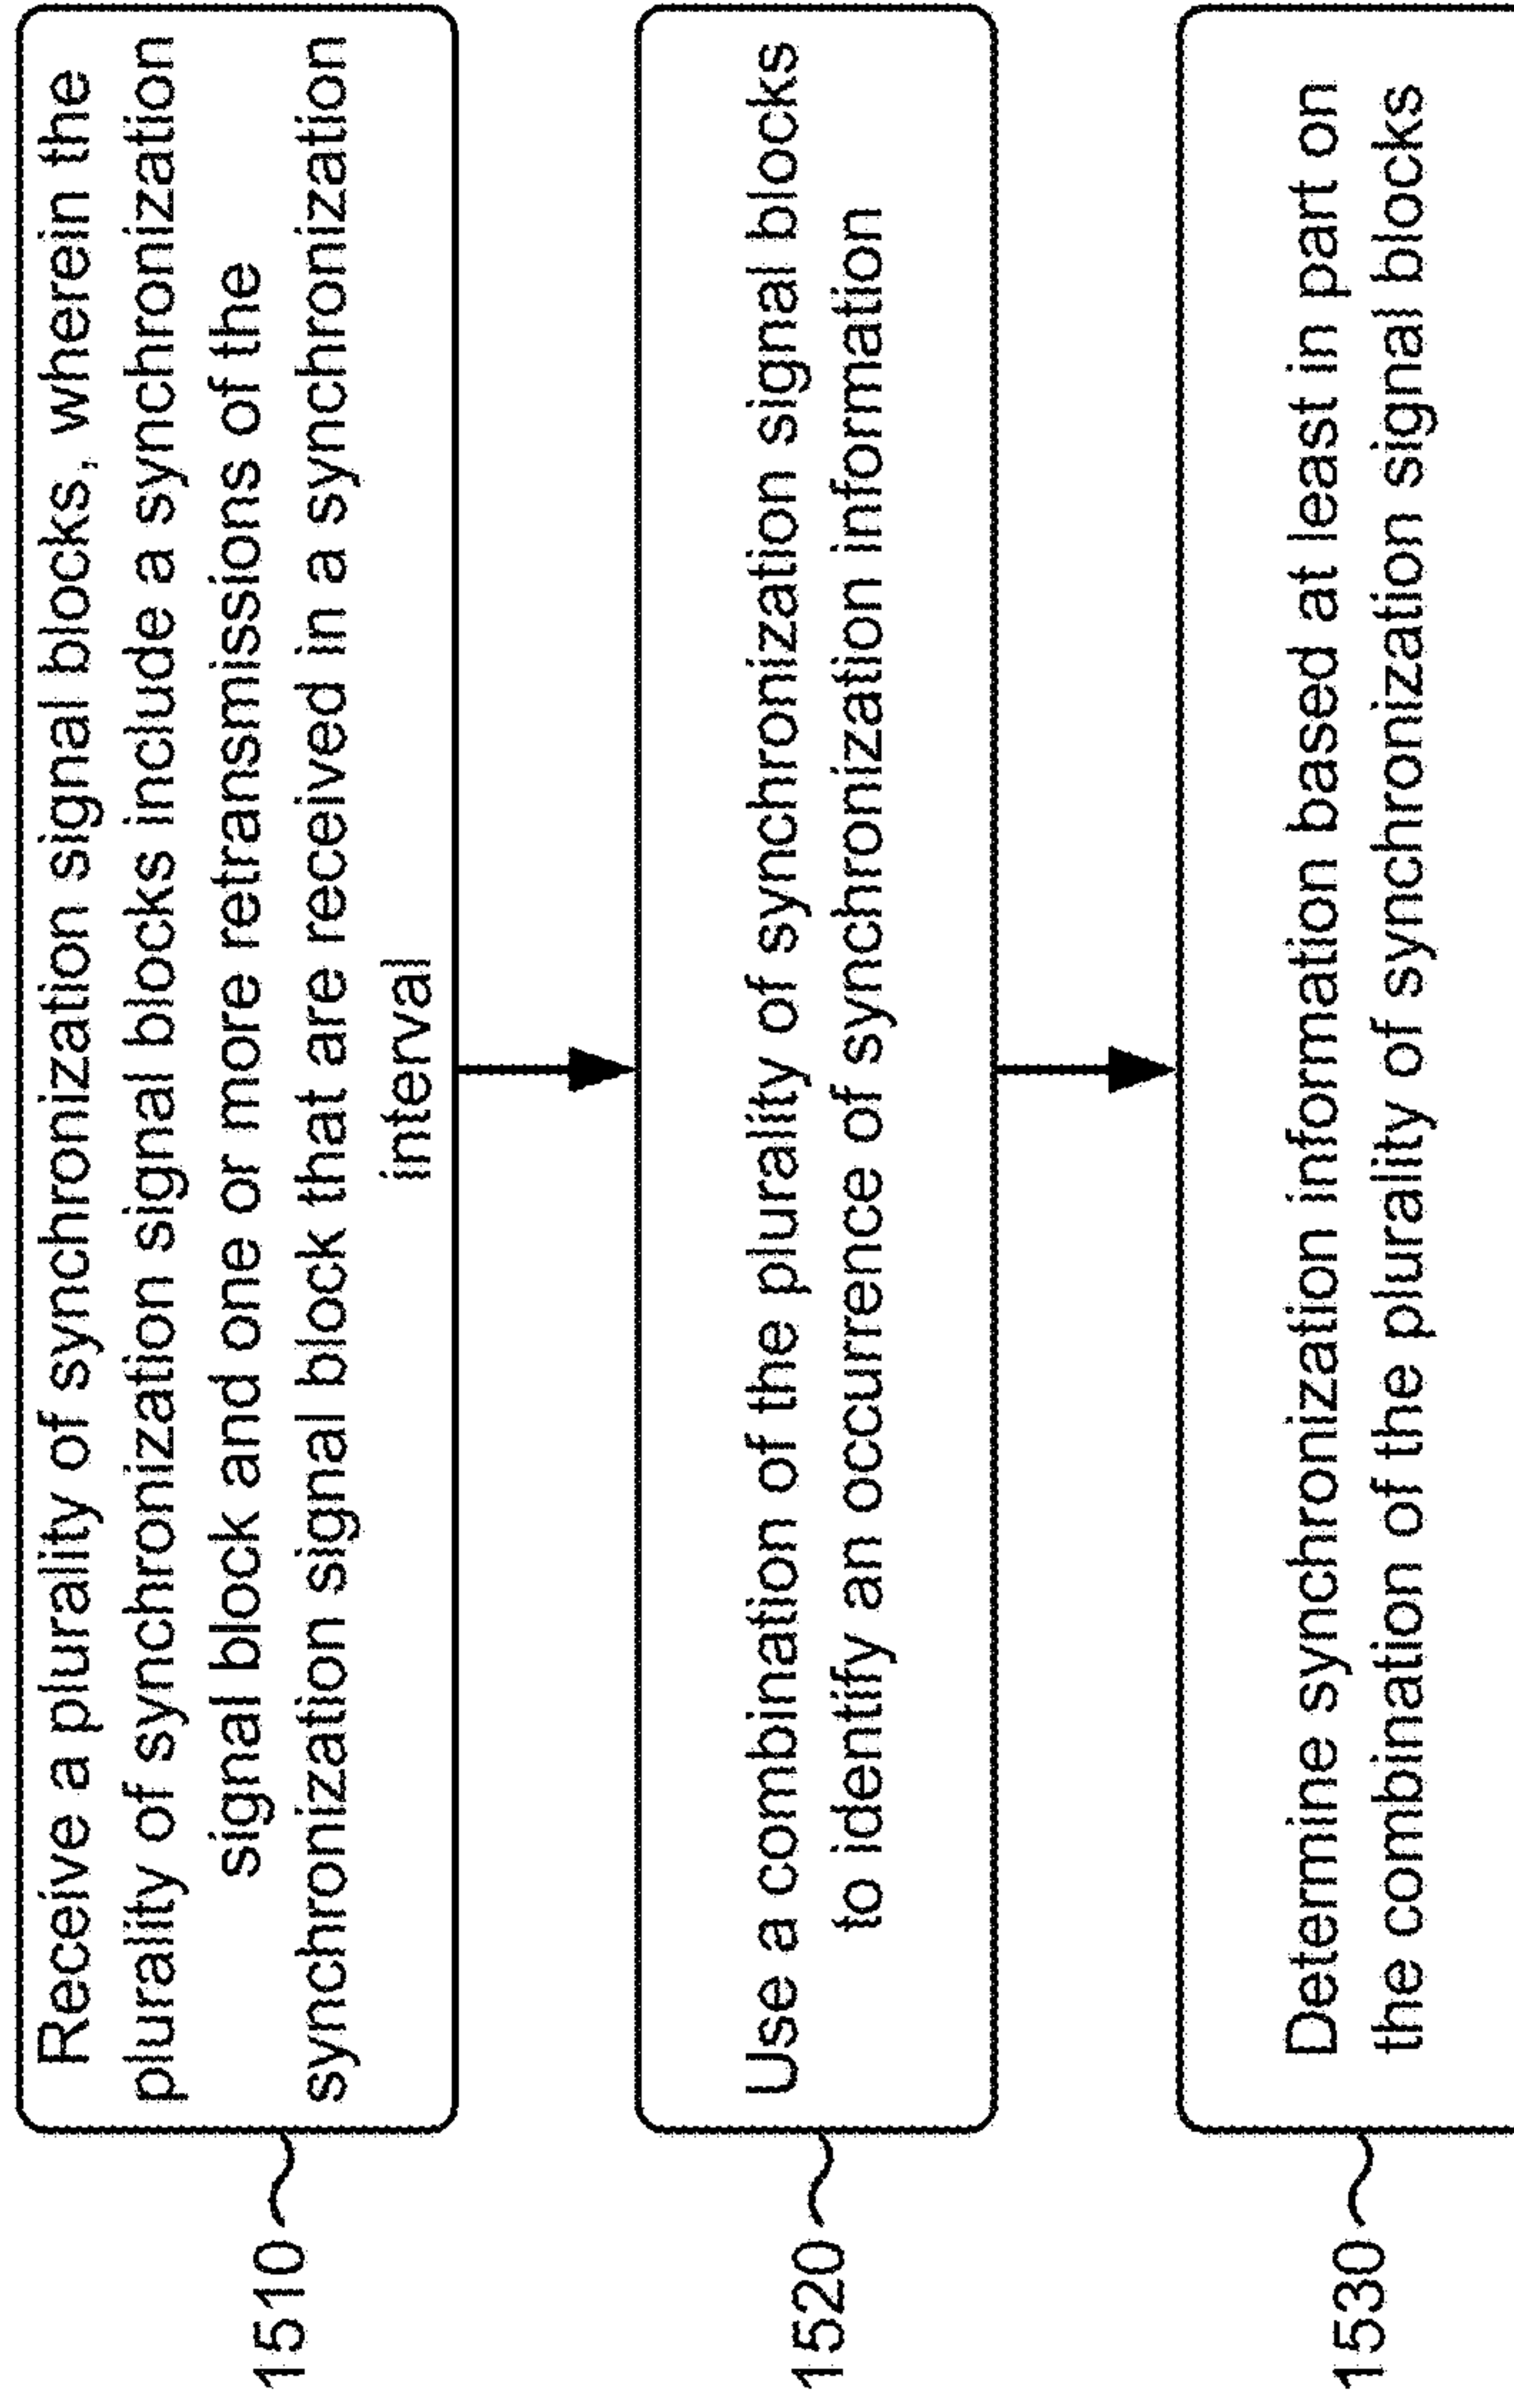 1510
Receive a plurality of synchronization signal blocks, wherein the
plurality of synchronization signal blocks include a synchronization
signal block and one or more retransmissions of the
synchronization signal block that are received in a synchronization
interval
1520
Use a combination of the plurality of synchronization signal blocks
to identify an occurrence of synchronization information
1530
Determine synchronization information based at least in part on
the combination of the plurality of synchronization signal blocks